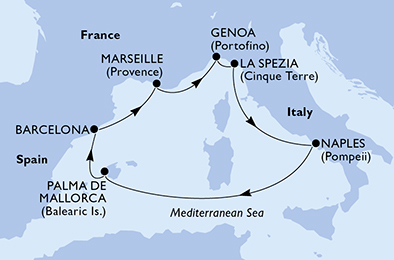 France
GENOA
(Portofino)
MARSEILLE
(Provence)
LA SPEZIA
(Cinque Terre)
Italy
BARCELONA
NAPLES
(Pompeii)
Spain
PALMA DE
MALLORCA
(Balearic Is.)
Mediterranean Sea